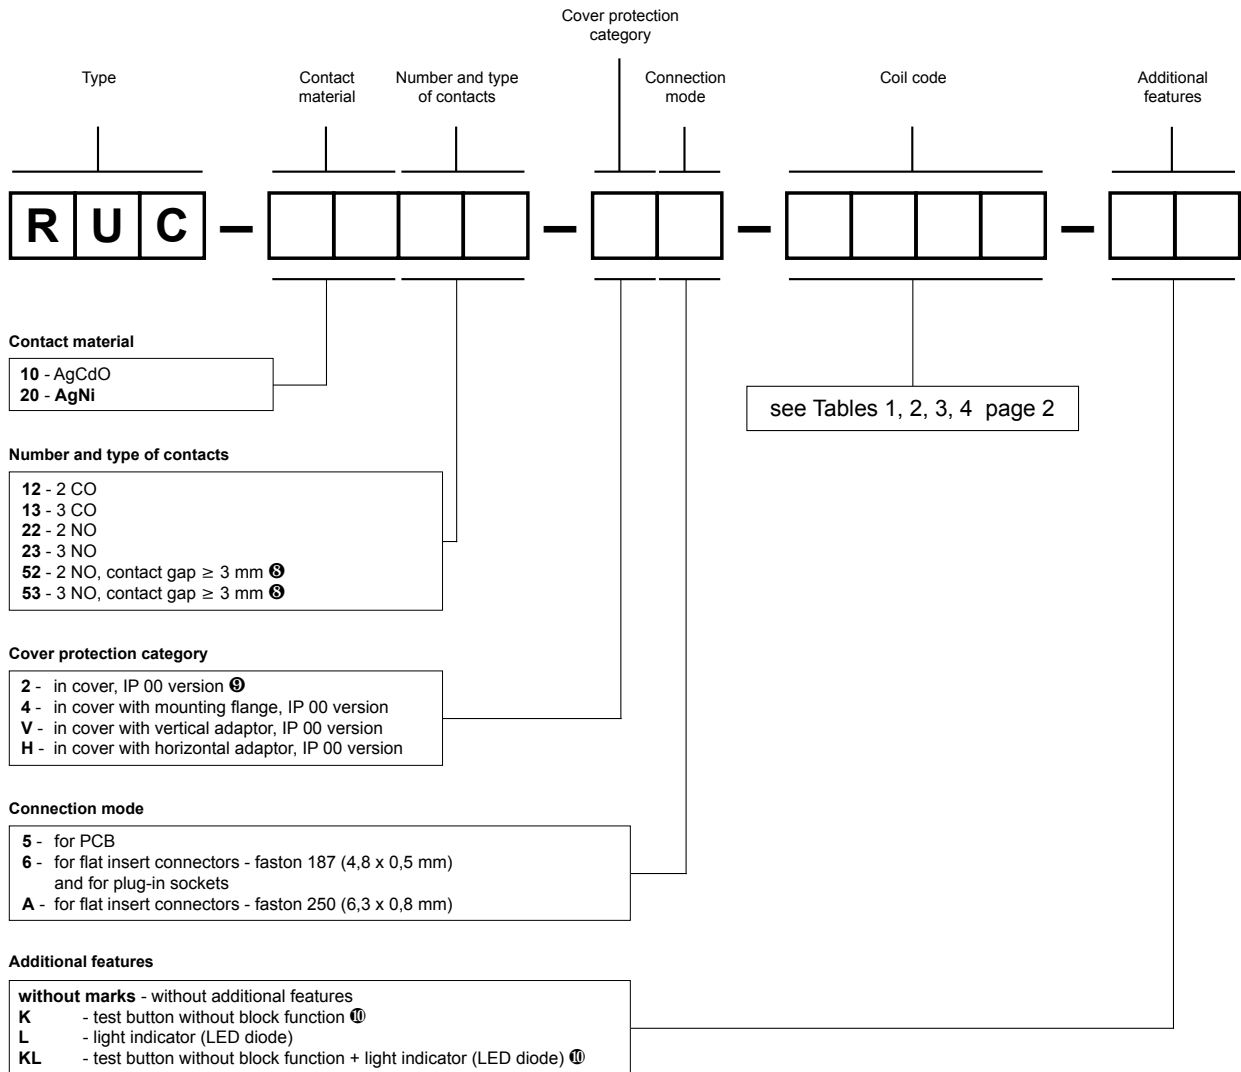 Cover protection
category
Type
Contact
material
Number and type
of contacts
Connection
mode
Coil code
Additional
features
R U C – – – –
Contact material
10 - AgCdO
20 - AgNi
see Tables 1, 2, 3, 4 page 2
Number and type of contacts
12 - 2 CO
13 - 3 CO
22 - 2 NO
23 - 3 NO
52 - 2 NO, contact gap ≥ 3 mm ❽
53 - 3 NO, contact gap ≥ 3 mm ❽
Cover protection category
2 - in cover, IP 00 version ❾
4 - in cover with mounting flange, IP 00 version
V - in cover with vertical adaptor, IP 00 version
H - in cover with horizontal adaptor, IP 00 version
Connection mode
5 - for PCB
6 - for flat insert connectors - faston 187 (4,8 x 0,5 mm)
and for plug-in sockets
A - for flat insert connectors - faston 250 (6,3 x 0,8 mm)
Additional features
without marks - without additional features
K - test button without block function ❿
L - light indicator (LED diode)
KL - test button without block function + light indicator (LED diode) ❿